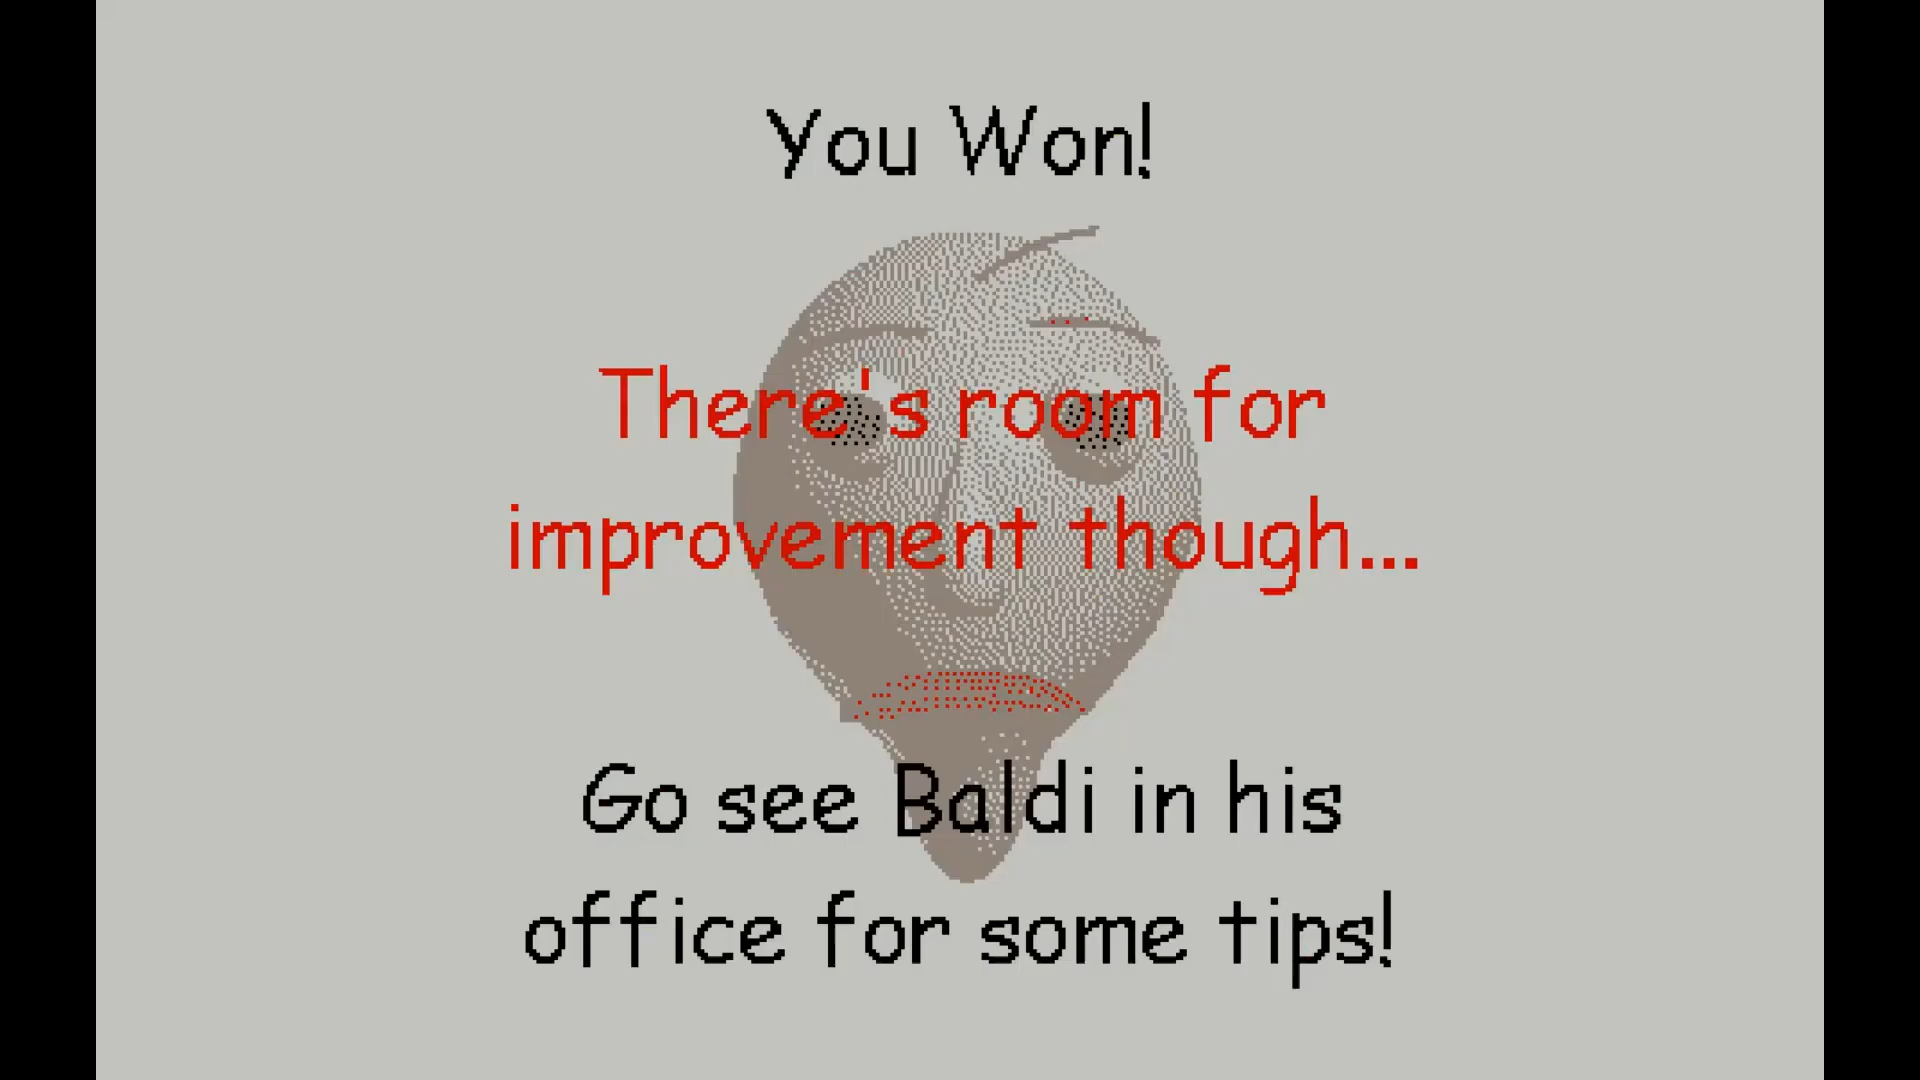 You Won!
There's room for
improvement though...
Go see Baldi in his
office for some tips!